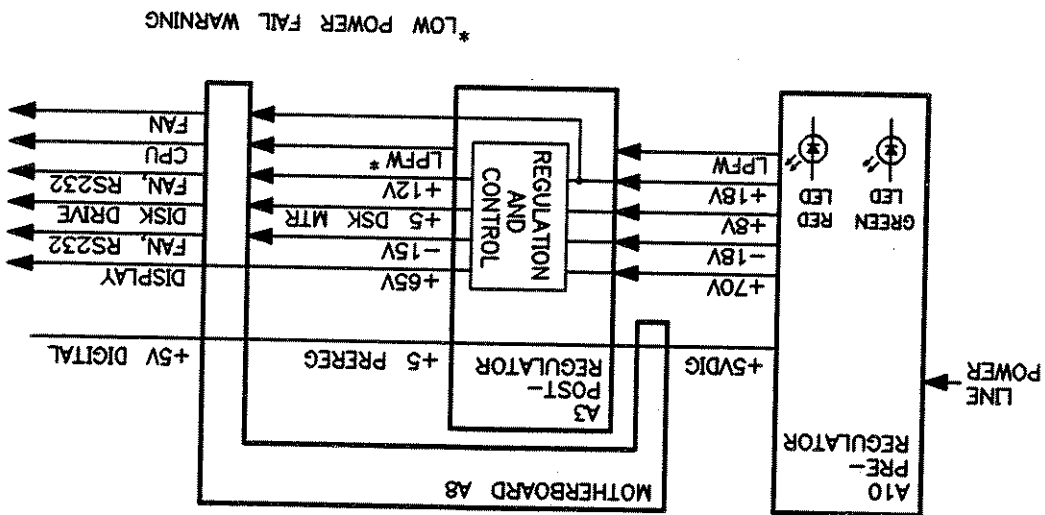 A10
PRE-
REGULATOR
MOTHERBOARD A8
LINE
POWER
A3
POST-
REGULATOR
+5VDIG
+5 PREREG
+5V DIGITAL
+70V
-18V
+8V
+18V
LPFW
REGULATION
AND
CONTROL
+65V
-15V
+5 DSK MTR
+12V
LPFW *
DISPLAY
FAN, RS232
DISK DRIVE
FAN, RS232
CPU
FAN
GREEN
LED
RED
LED
*LOW POWER FAIL WARNING